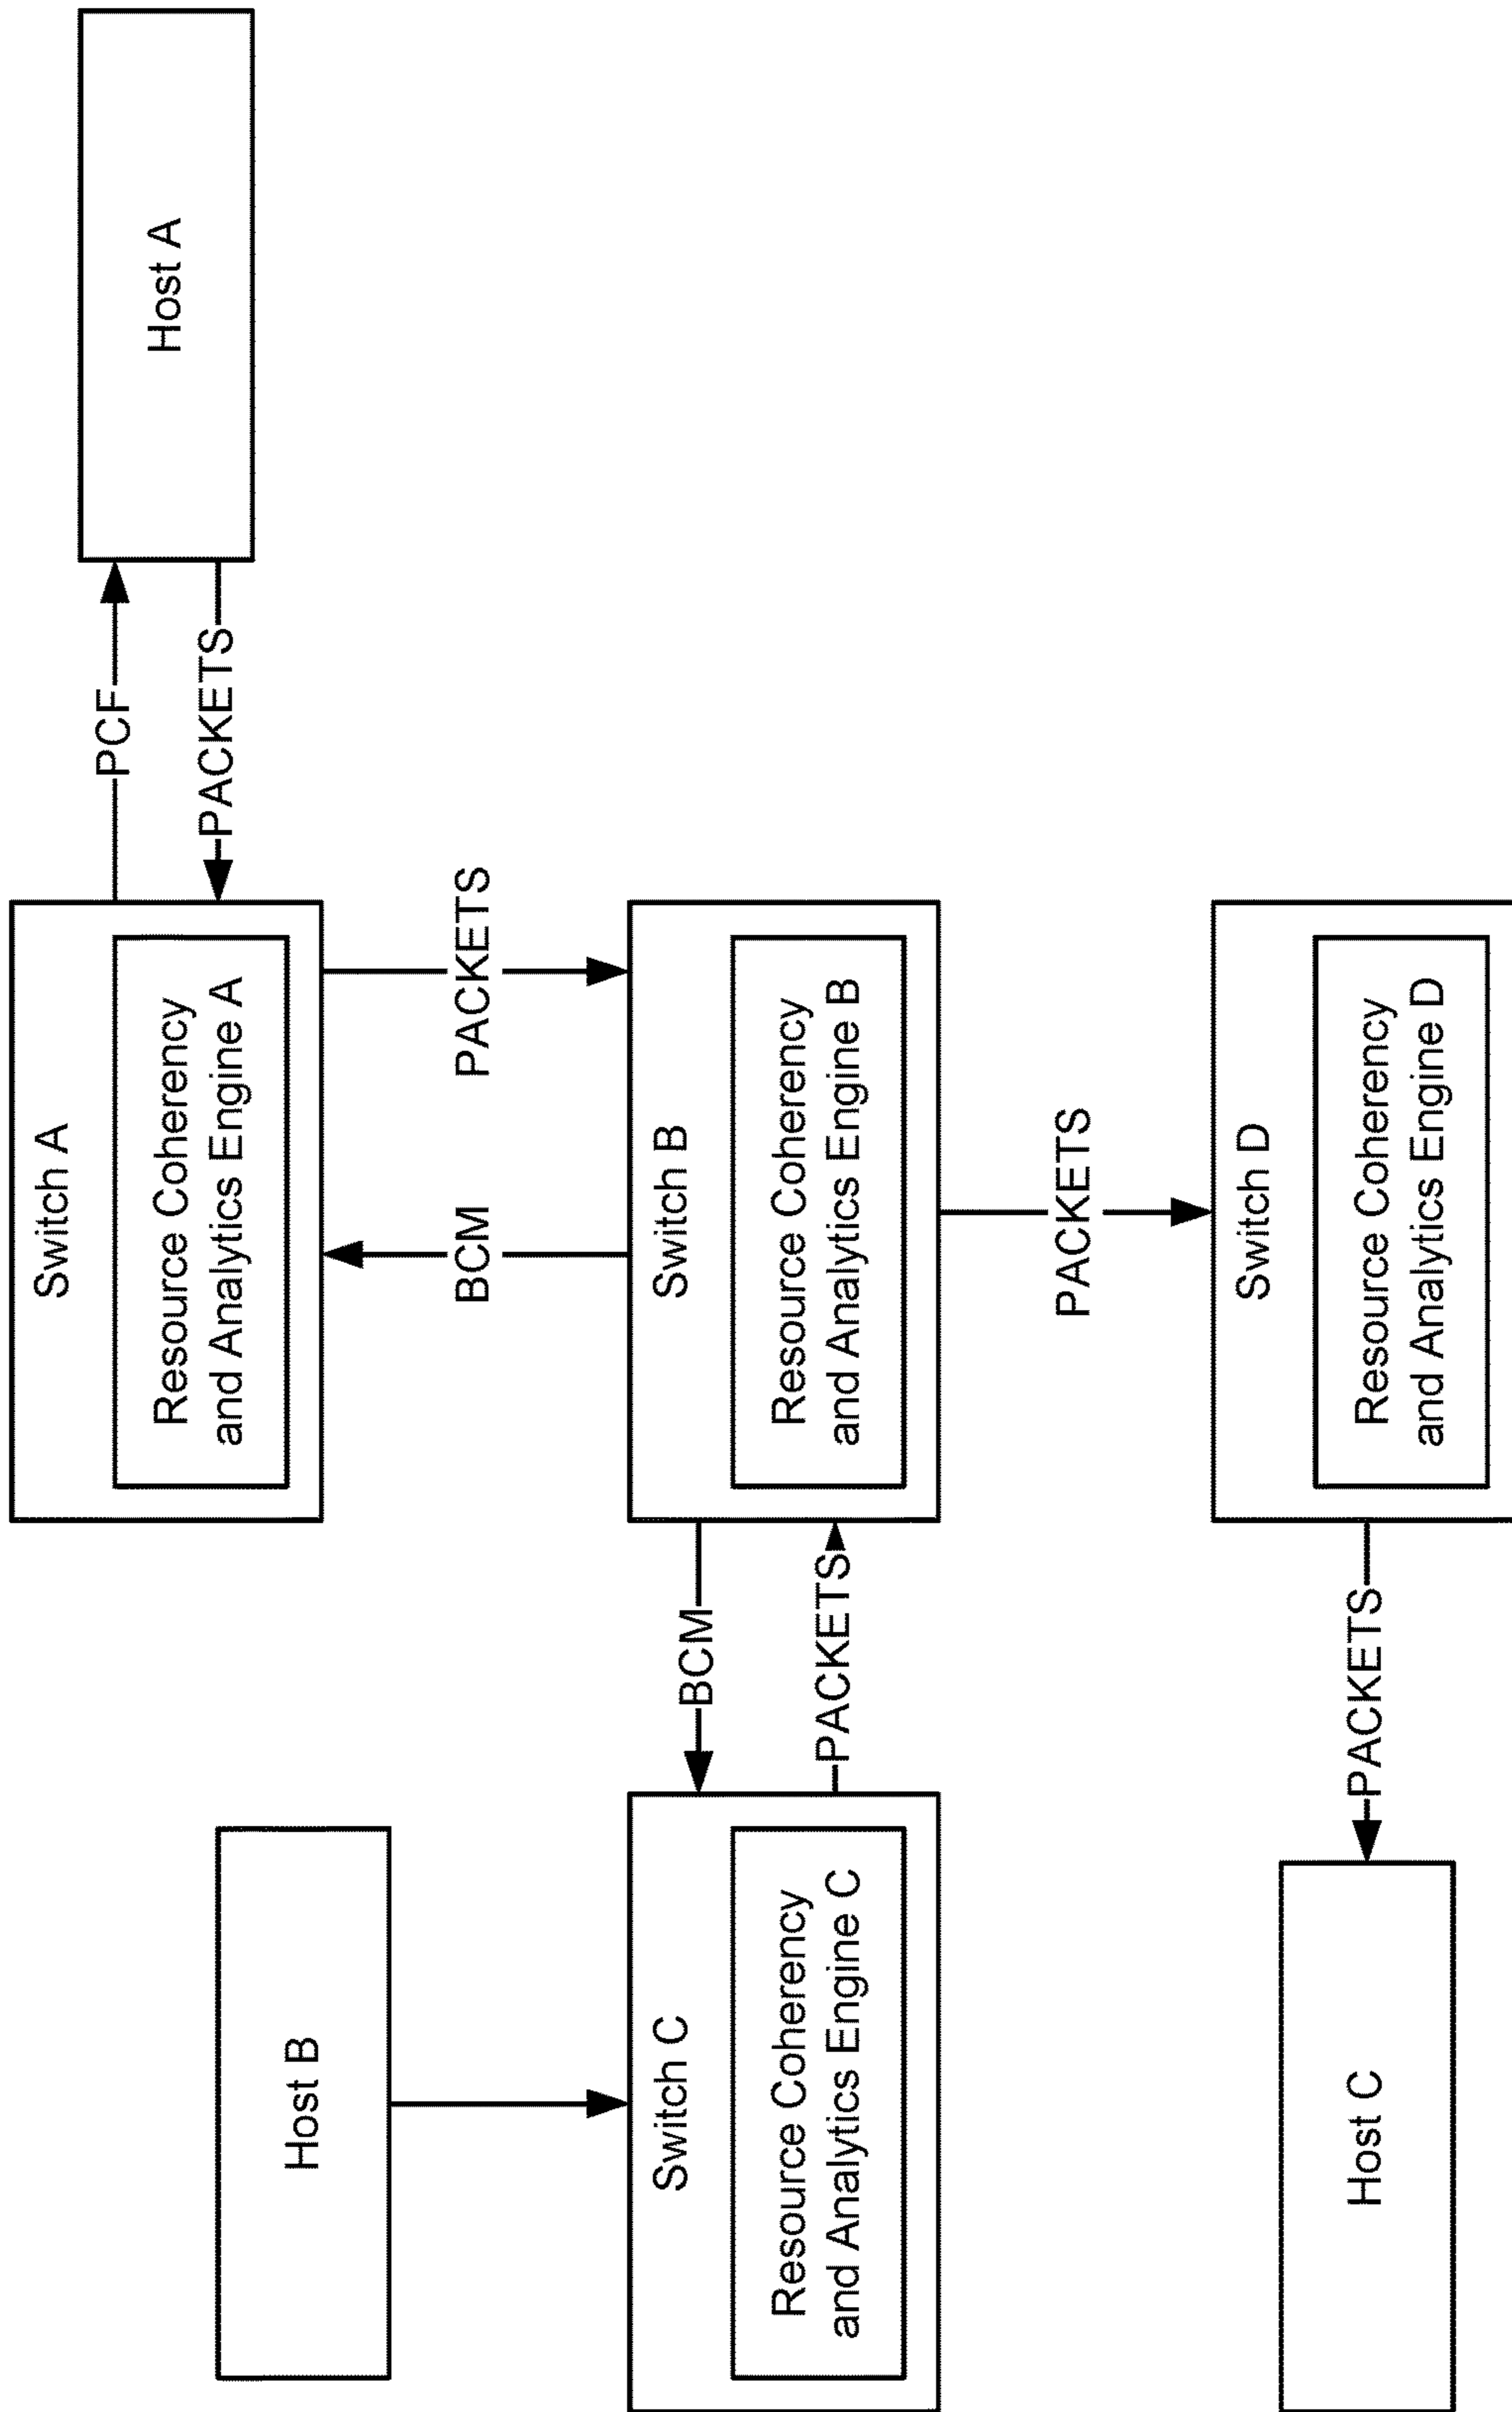 Host A
PCF
PACKETS
Switch A
Resource Coherency
and Analytics Engine A
PACKETS
BCM
Switch B
Resource Coherency
and Analytics Engine B
BCM
PACKETS
Host B
Switch C
Resource Coherency
and Analytics Engine C
PACKETS
Switch D
Resource Coherency
and Analytics Engine D
PACKETS
Host C